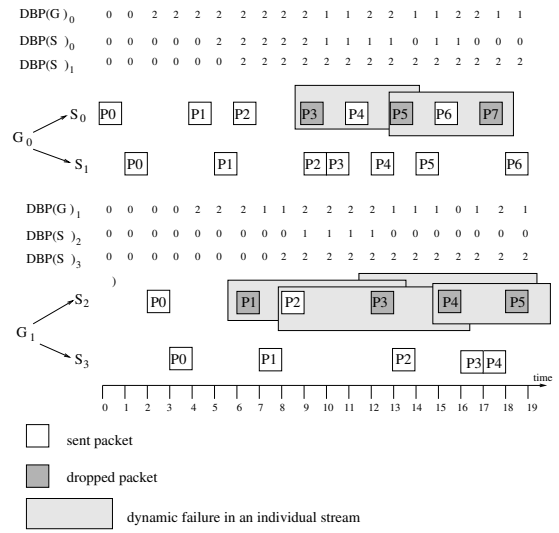 DBP(G )0 0 0 2 2 2 2 2 2 2 2 1 1 2 2 1 1 2 2 1 1
DBP(S )0 0 0 0 0 0 2 2 2 2 2 1 1 1 1 0 1 1 0 0 0
DBP(S )1 0 0 0 0 0 0 2 2 2 2 2 2 2 2 2 2 2 2 2 2
S0 P0 P1 P2 P3 P4 P5 P6 P7
G0
S1 P0 P1 P2 P3 P4 P5 P6
DBP(G )1 0 0 0 0 2 2 2 1 1 2 2 2 2 1 1 1 0 1 2 1
DBP(S )2 0 0 0 0 0 0 0 0 0 1 1 1 1 0 0 0 0 0 0 0
DBP(S )3 0 0 0 0 0 0 0 0 2 2 2 2 2 2 2 2 2 2 2 2
)
S2 P0 P1 P2 P3 P4 P5
G1
S3 P0 P1 P2 P3 P4
time
0 1 2 3 4 5 6 7 8 9 10 11 12 13 14 15 16 17 18 19
sent packet
dropped packet
dynamic failure in an individual stream